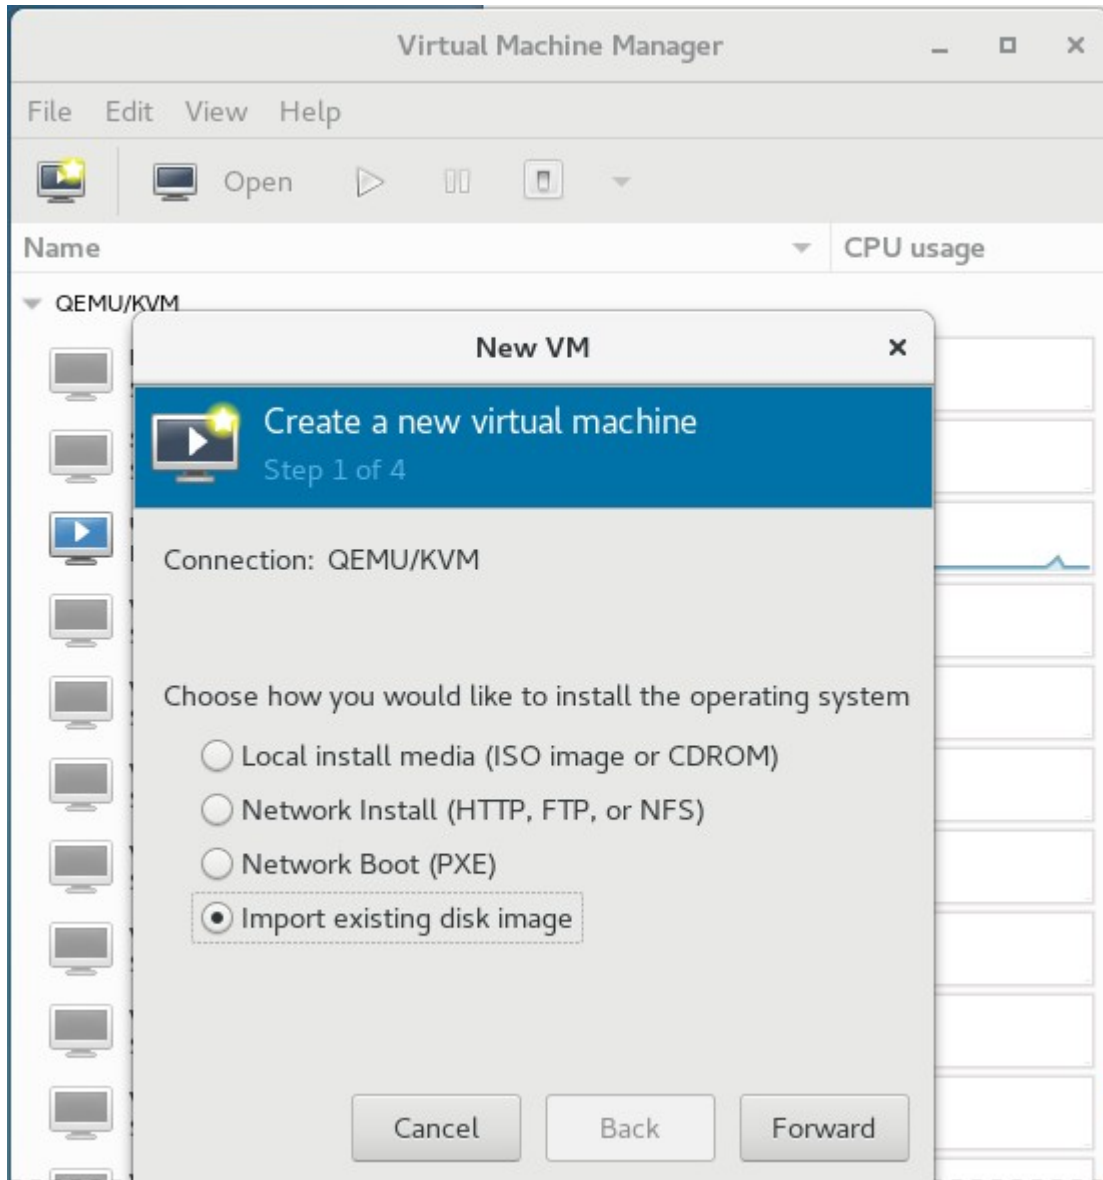 Virtual Machine Manager
File Edit View Help
Open
Name CPU usage
QEMU/KVM
New VM
Create a new virtual machine
Step 1 of 4
Connection: QEMU/KVM
Choose how you would like to install the operating system
Local install media (ISO image or CDROM)
Network Install (HTTP, FTP, or NFS)
Network Boot (PXE)
Import existing disk image
Cancel Back Forward